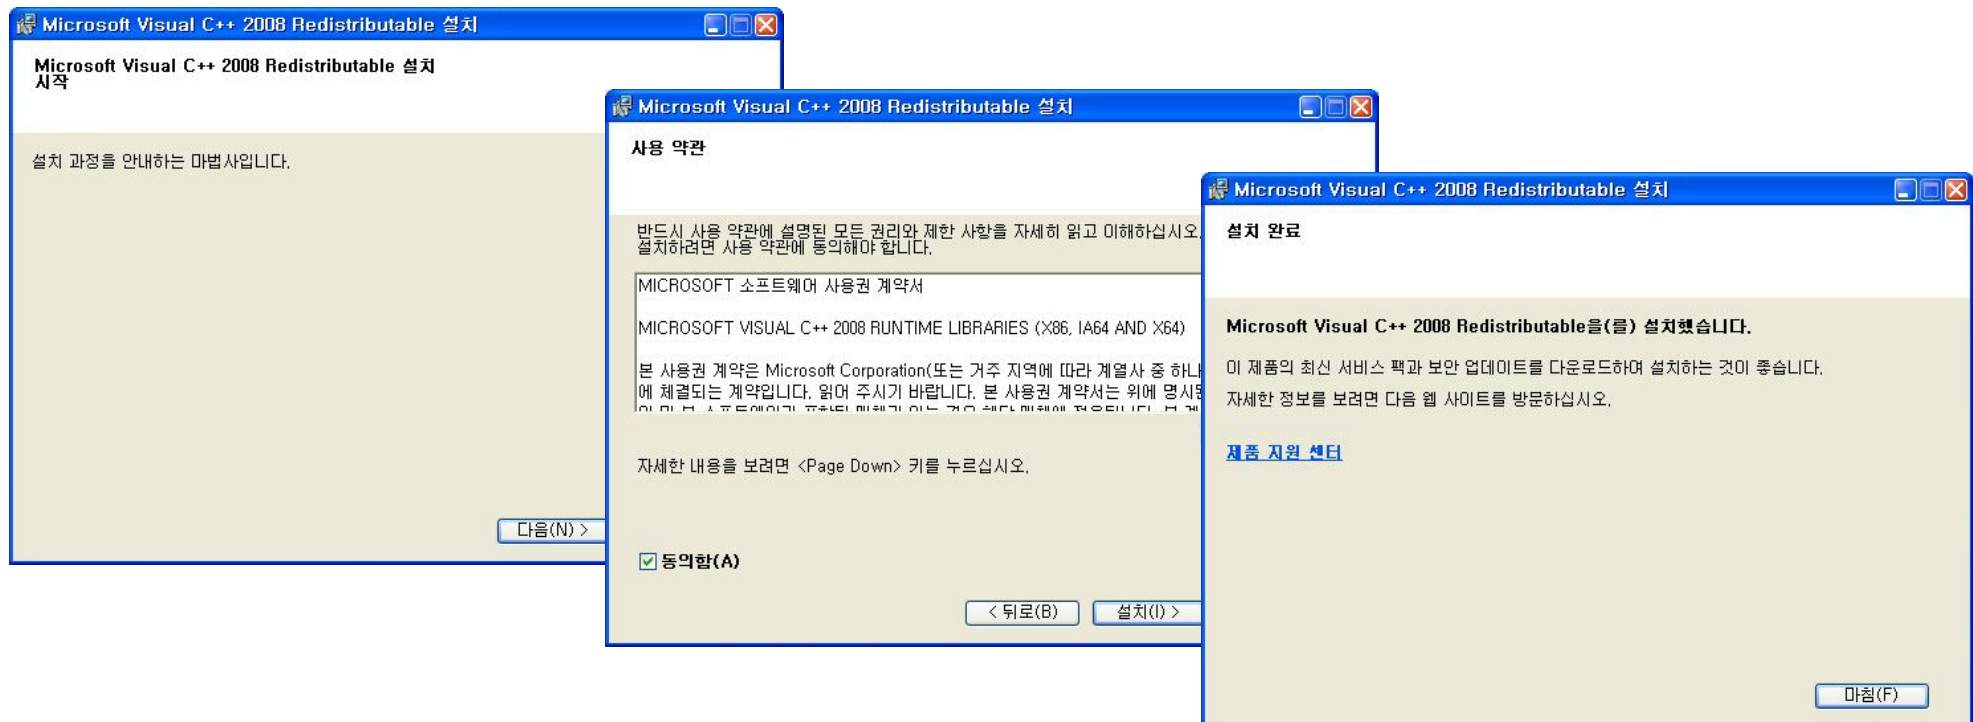 Microsoft Visual C++ 2008 Redistributable 설치
Microsoft Visual C++ 2008 Redistributable 설치
시작
설치 과정을 안내하는 마법사입니다.
다음(N) >
Microsoft Visual C++ 2008 Redistributable 설치
사용 약관
반드시 사용 약관에 설명된 모든 권리와 제한 사항을 자세히 읽고 이해하십시오.
설치하려면 사용 약관에 동의해야 합니다.
MICROSOFT 소프트웨어 사용권 계약서
MICROSOFT VISUAL C++ 2008 RUNTIME LIBRARIES (X86, IA64 AND X64)
본 사용권 계약은 Microsoft Corporation(또는 거주 지역에 따라 계열사 중 하나
에 체결되는 계약입니다. 읽어 주시기 바랍니다. 본 사용권 계약서는 위에 명시된
자세한 내용을 보려면 <Page Down> 키를 누르십시오.
동의함(A)
< 뒤로(B)
설치(I) >
Microsoft Visual C++ 2008 Redistributable 설치
설치 완료
Microsoft Visual C++ 2008 Redistributable을(를) 설치했습니다.
이 제품의 최신 서비스 팩과 보안 업데이트를 다운로드하여 설치하는 것이 좋습니다.
자세한 정보를 보려면 다음 웹 사이트를 방문하십시오.
제품 지원 센터
마침(F)